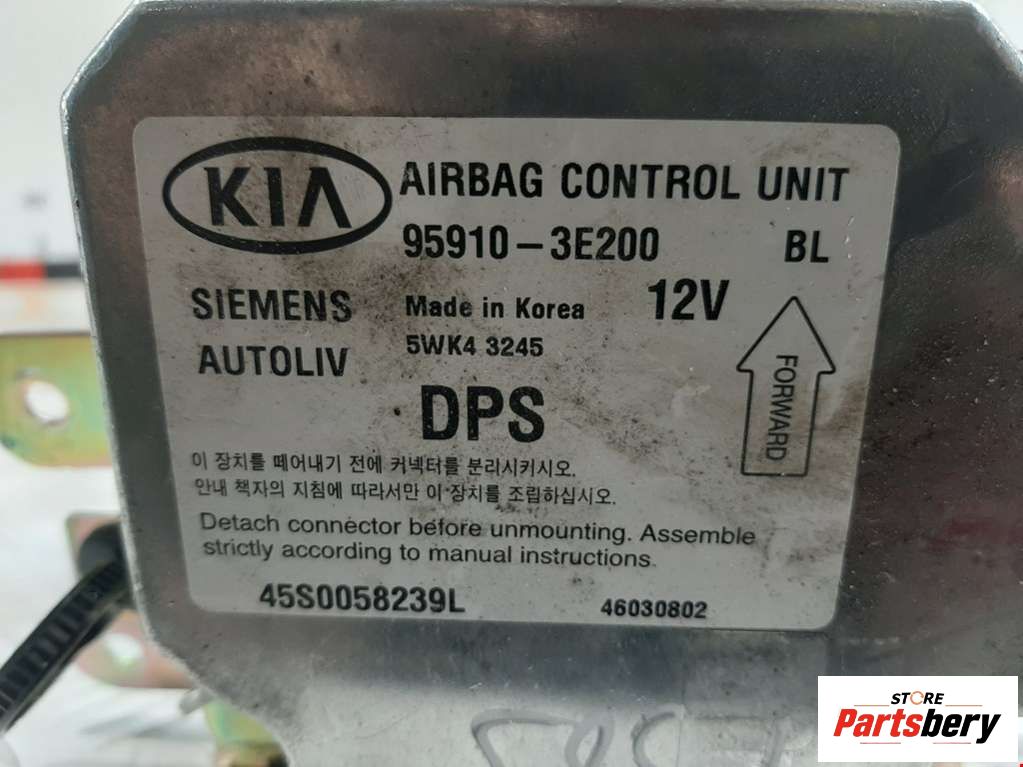 KIA AIRBAG CONTROL UNIT
95910-3E200 BL
SIEMENS Made in Korea 12V
AUTOLIV 5WK4 3245
FORWARD
DPS
이 장치를 떼어내기 전에 커넥터를 분리시키시오.
안내 책자의 지침에 따라서만 이 장치를 조립하십시오.
Detach connector before unmounting. Assemble
strictly according to manual instructions.
45S0058239L 46030802
STORE
Partsbery